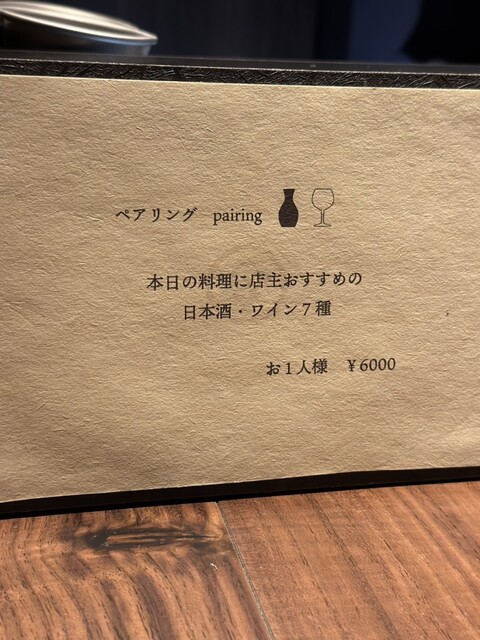 ペアリング　pairing
本日の料理に店主おすすめの
日本酒・ワイン７種
お１人様　￥6000